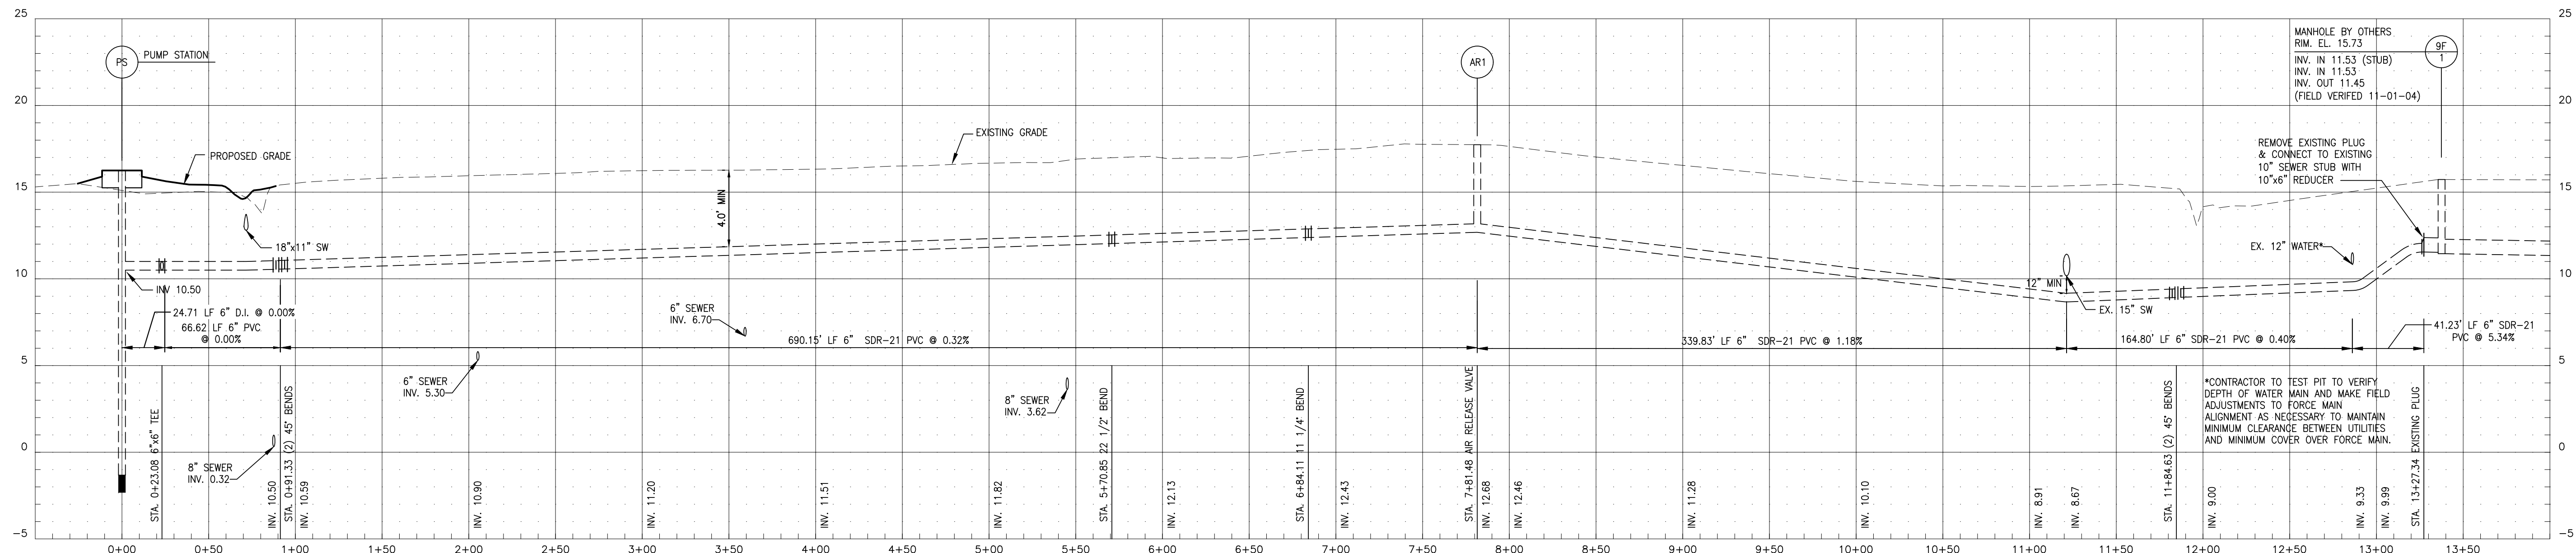 25
25
20
20
15
15
10
10
5
5
0
0
-5
-5
PS
PUMP STATION
PROPOSED GRADE
18"x11" SW
INV 10.50
24.71 LF 6" D.I. @ 0.00%
66.62 LF 6" PVC
@ 0.00%
STA. 0+23.08 6"x6" TEE
8" SEWER
INV. 0.32
INV. 10.50
STA. 0+91.33 (2) 45° BENDS
INV. 10.59
6" SEWER
INV. 5.30
INV. 10.90
6" SEWER
INV. 6.70
4.0' MIN
INV. 11.20
690.15' LF 6" SDR-21 PVC @ 0.32%
INV. 11.51
EXISTING GRADE
8" SEWER
INV. 3.62
INV. 11.82
STA. 5+70.85 22 1/2° BEND
INV. 12.13
STA. 6+84.11 11 1/4° BEND
INV. 12.43
AR1
STA. 7+81.48 AIR RELEASE VALVE
INV. 12.68
INV. 12.46
339.83' LF 6" SDR-21 PVC @ 1.18%
INV. 11.28
INV. 10.10
12" MIN
EX. 15" SW
INV. 8.91
INV. 8.67
164.80' LF 6" SDR-21 PVC @ 0.40%
STA. 11+84.63 (2) 45° BENDS
INV. 9.00
EX. 12" WATER*
MANHOLE BY OTHERS
RIM. EL. 15.73
INV. IN 11.53 (STUB)
INV. IN 11.53
INV. OUT 11.45
(FIELD VERIFED 11-01-04)
9F
1
REMOVE EXISTING PLUG
& CONNECT TO EXISTING
10" SEWER STUB WITH
10"x6" REDUCER
41.23' LF 6" SDR-21
PVC @ 5.34%
*CONTRACTOR TO TEST PIT TO VERIFY
DEPTH OF WATER MAIN AND MAKE FIELD
ADJUSTMENTS TO FORCE MAIN
ALIGNMENT AS NECESSARY TO MAINTAIN
MINIMUM CLEARANCE BETWEEN UTILITIES
AND MINIMUM COVER OVER FORCE MAIN.
INV. 9.33
INV. 9.99
STA. 13+27.34 EXISTING PLUG
0+00
0+50
1+00
1+50
2+00
2+50
3+00
3+50
4+00
4+50
5+00
5+50
6+00
6+50
7+00
7+50
8+00
8+50
9+00
9+50
10+00
10+50
11+00
11+50
12+00
12+50
13+00
13+50